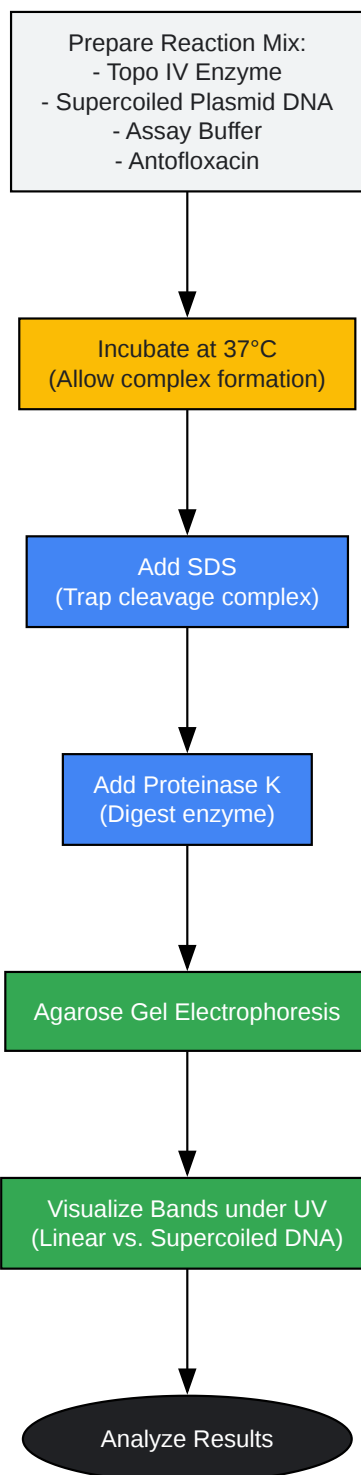 Prepare Reaction Mix:
- Topo IV Enzyme
- Supercoiled Plasmid DNA
- Assay Buffer
- Antofloxacin
Incubate at 37°C
(Allow complex formation)
Add SDS
(Trap cleavage complex)
Add Proteinase K
(Digest enzyme)
Agarose Gel Electrophoresis
Visualize Bands under UV
(Linear vs. Supercoiled DNA)
Analyze Results